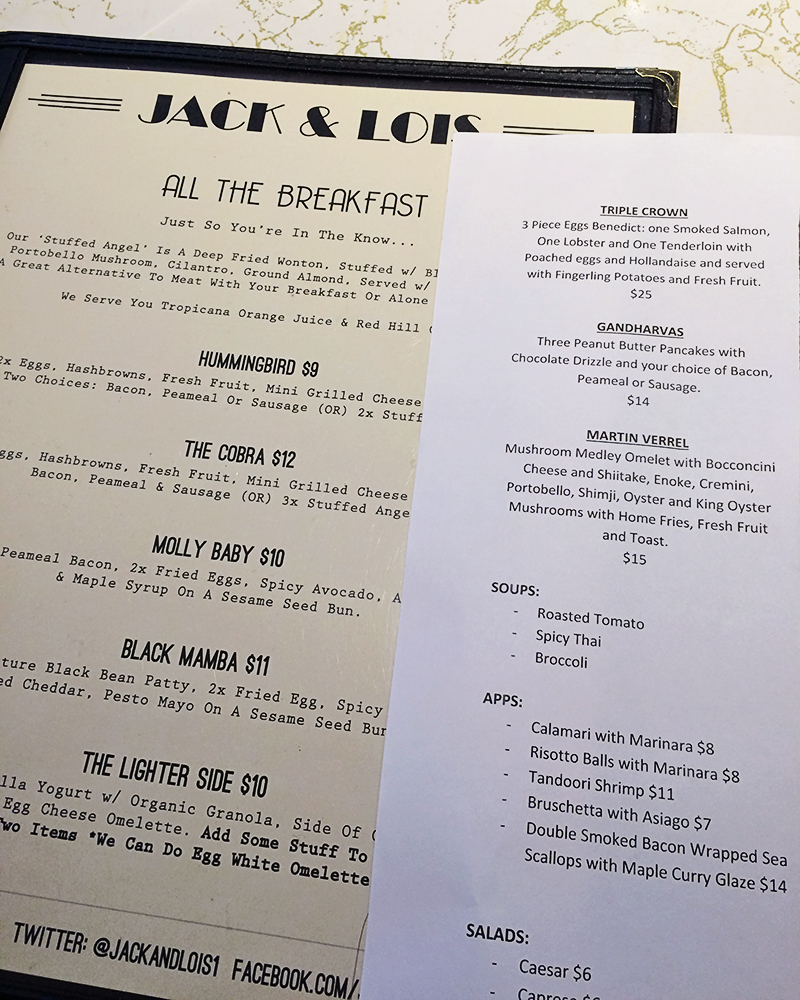 JACK & LOIS
ALL THE BREAKFAST
Just So You're In The Know...
Our 'Stuffed Angel' Is A Deep Fried Wonton, Stuffed w/ Bl
Portobello Mushroom, Cilantro, Ground Almond, Served w/
A Great Alternative To Meat With Your Breakfast Or Alone
We Serve You Tropicana Orange Juice & Red Hill
HUMMINGBIRD $9
2x Eggs, Hashbrowns, Fresh Fruit, Mini Grilled Cheese
Two Choices: Bacon, Peameal Or Sausage (OR) 2x Stuff
THE COBRA $12
ggs, Hashbrowns, Fresh Fruit, Mini Grilled Cheese
Bacon, Peameal & Sausage (OR) 3x Stuffed Ange
MOLLY BABY $10
Peameal Bacon, 2x Fried Eggs, Spicy Avocado, A
& Maple Syrup On A Sesame Seed Bun.
BLACK MAMBA $11
ture Black Bean Patty, 2x Fried Egg, Spicy
ed Cheddar, Pesto Mayo On A Sesame Seed Bun
THE LIGHTER SIDE $10
lla Yogurt w/ Organic Granola, Side Of
Egg Cheese Omelette. Add Some Stuff To
Two Items *We Can Do Egg White Omelette
TWITTER: @JACKANDLOIS1 FACEBOOK.COM/
TRIPLE CROWN
3 Piece Eggs Benedict: one Smoked Salmon,
One Lobster and One Tenderloin with
Poached eggs and Hollandaise and served
with Fingerling Potatoes and Fresh Fruit.
$25
GANDHARVAS
Three Peanut Butter Pancakes with
Chocolate Drizzle and your choice of Bacon,
Peameal or Sausage.
$14
MARTIN VERREL
Mushroom Medley Omelet with Bocconcini
Cheese and Shiitake, Enoke, Cremini,
Portobello, Shimji, Oyster and King Oyster
Mushrooms with Home Fries, Fresh Fruit
and Toast.
$15
SOUPS:
- Roasted Tomato
- Spicy Thai
- Broccoli
APPS:
- Calamari with Marinara $8
- Risotto Balls with Marinara $8
- Tandoori Shrimp $11
- Bruschetta with Asiago $7
- Double Smoked Bacon Wrapped Sea
Scallops with Maple Curry Glaze $14
SALADS:
- Caesar $6
- Caprese